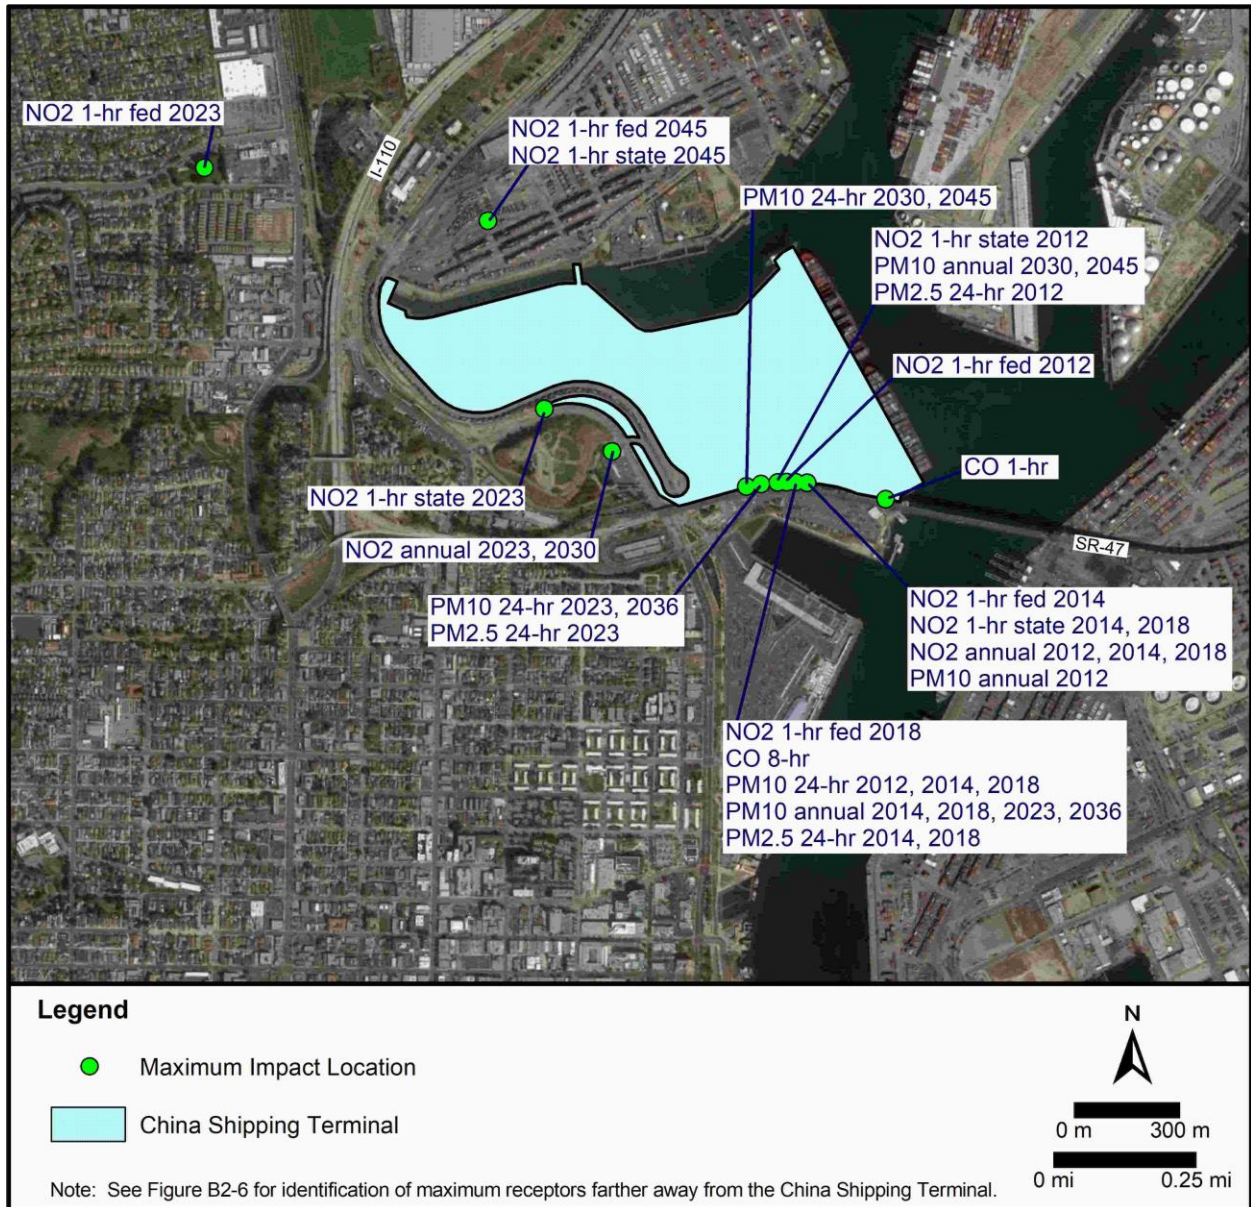 NO2 1-hr fed 2023
NO2 1-hr fed 2045
NO2 1-hr state 2045
I-110
PM10 24-hr 2030, 2045
NO2 1-hr state 2012
PM10 annual 2030, 2045
PM2.5 24-hr 2012
NO2 1-hr fed 2012
CO 1-hr
NO2 1-hr state 2023
NO2 annual 2023, 2030
SR-47
PM10 24-hr 2023, 2036
PM2.5 24-hr 2023
NO2 1-hr fed 2014
NO2 1-hr state 2014, 2018
NO2 annual 2012, 2014, 2018
PM10 annual 2012
NO2 1-hr fed 2018
CO 8-hr
PM10 24-hr 2012, 2014, 2018
PM10 annual 2014, 2018, 2023, 2036
PM2.5 24-hr 2014, 2018
Legend
Maximum Impact Location
China Shipping Terminal
Note: See Figure B2-6 for identification of maximum receptors farther away from the China Shipping Terminal.
N
0 m 300 m
0 mi 0.25 mi